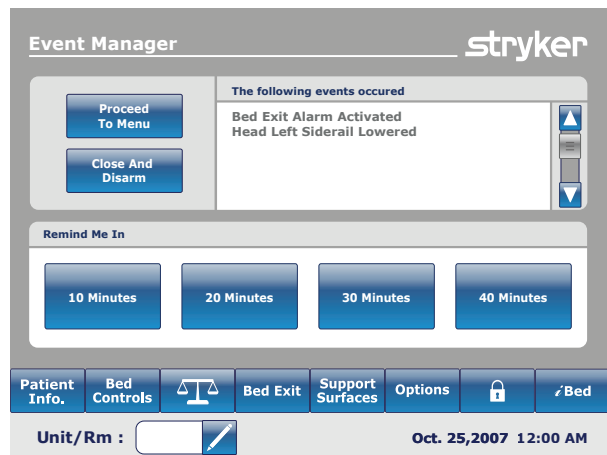 Event Manager
stryker
The following events occured
Proceed
To Menu
Bed Exit Alarm Activated
Head Left Siderail Lowered
Close And
Disarm
Remind Me In
10 Minutes
20 Minutes
30 Minutes
40 Minutes
Patient
Info.
Bed
Controls
Bed Exit
Support
Surfaces
Options
iBed
Unit/Rm :
Oct. 25,2007 12:00 AM